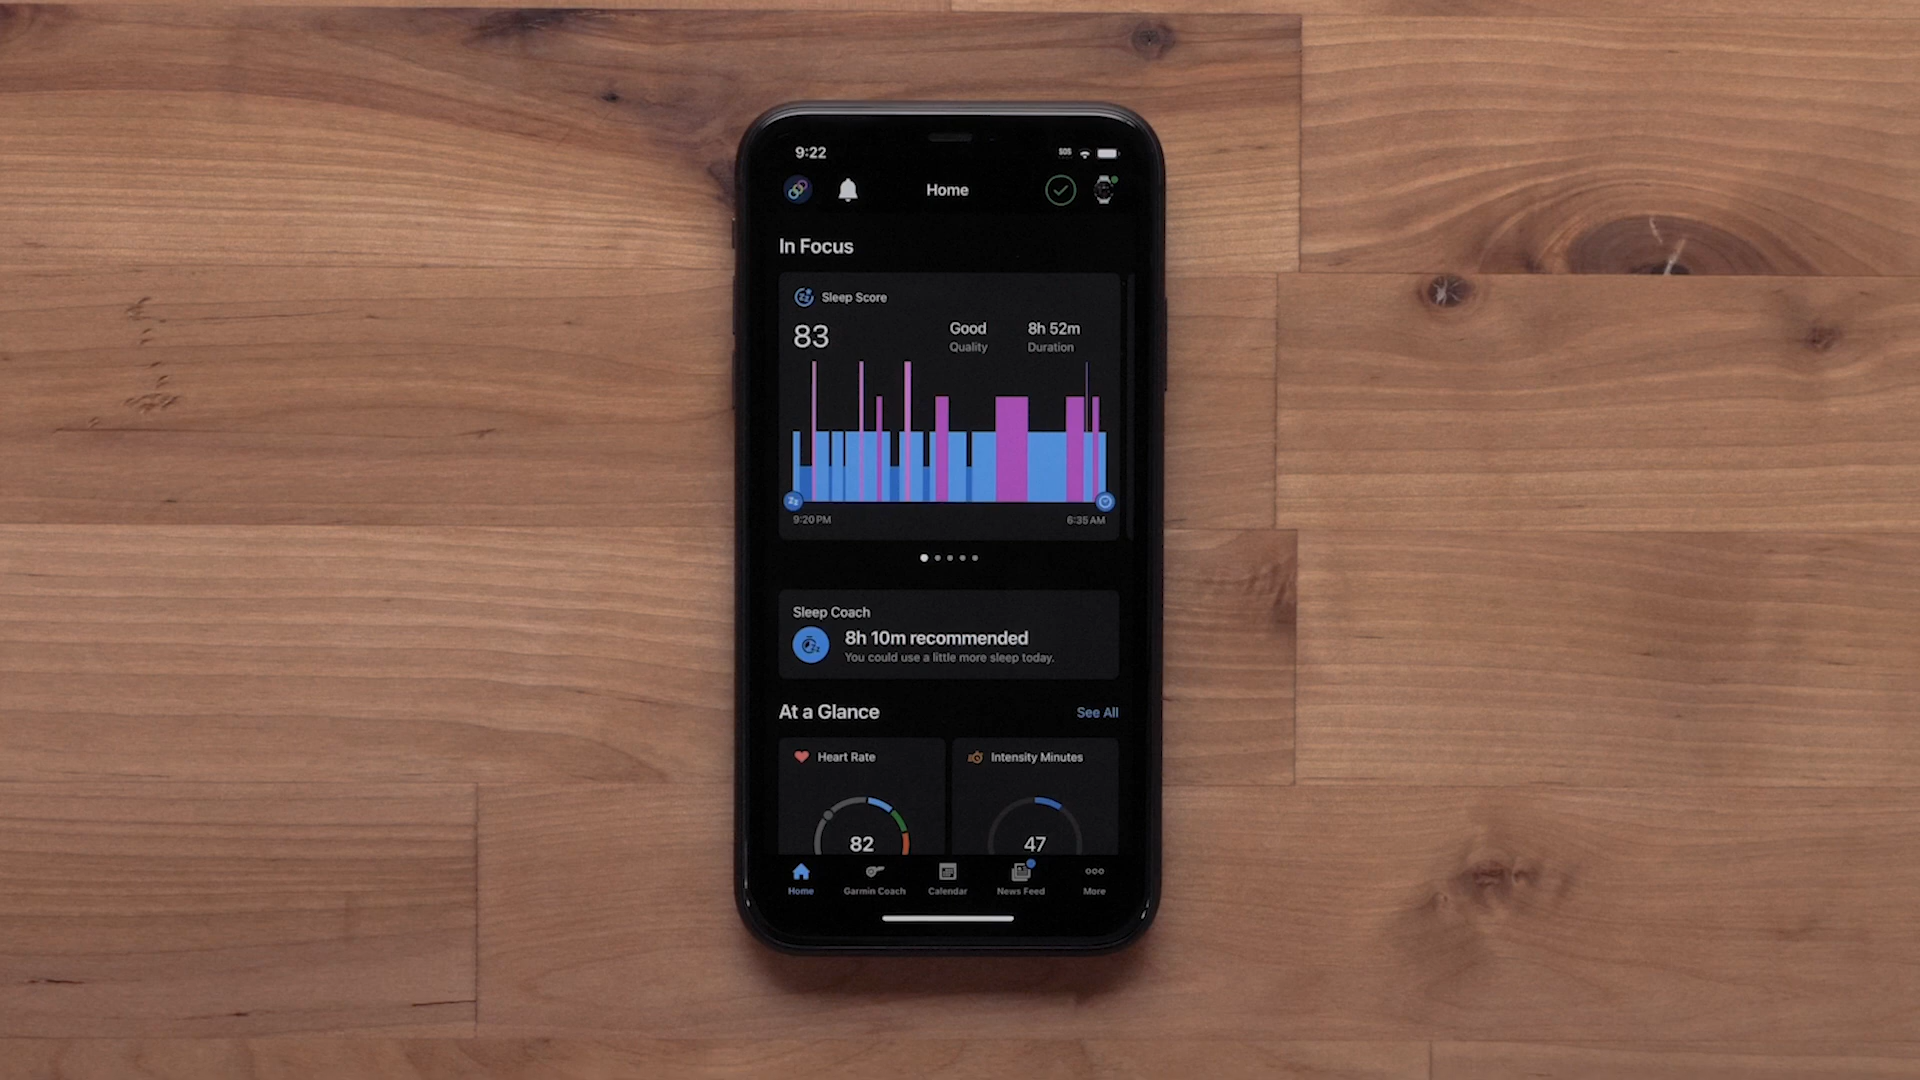 9:22
SOS
Home
In Focus
Sleep Score
83
Good
8h 52m
Quality
Duration
9:20 PM
6:35 AM
Sleep Coach
8h 10m recommended
You could use a little more sleep today.
At a Glance
See All
Heart Rate
Intensity Minutes
82
47
Home
Garmin Coach
Calendar
News Feed
More